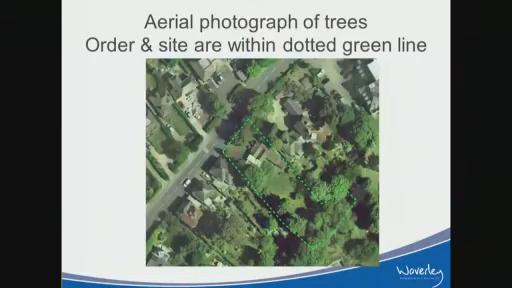 Aerial photograph of trees
Order & site are within dotted green line
Waverley